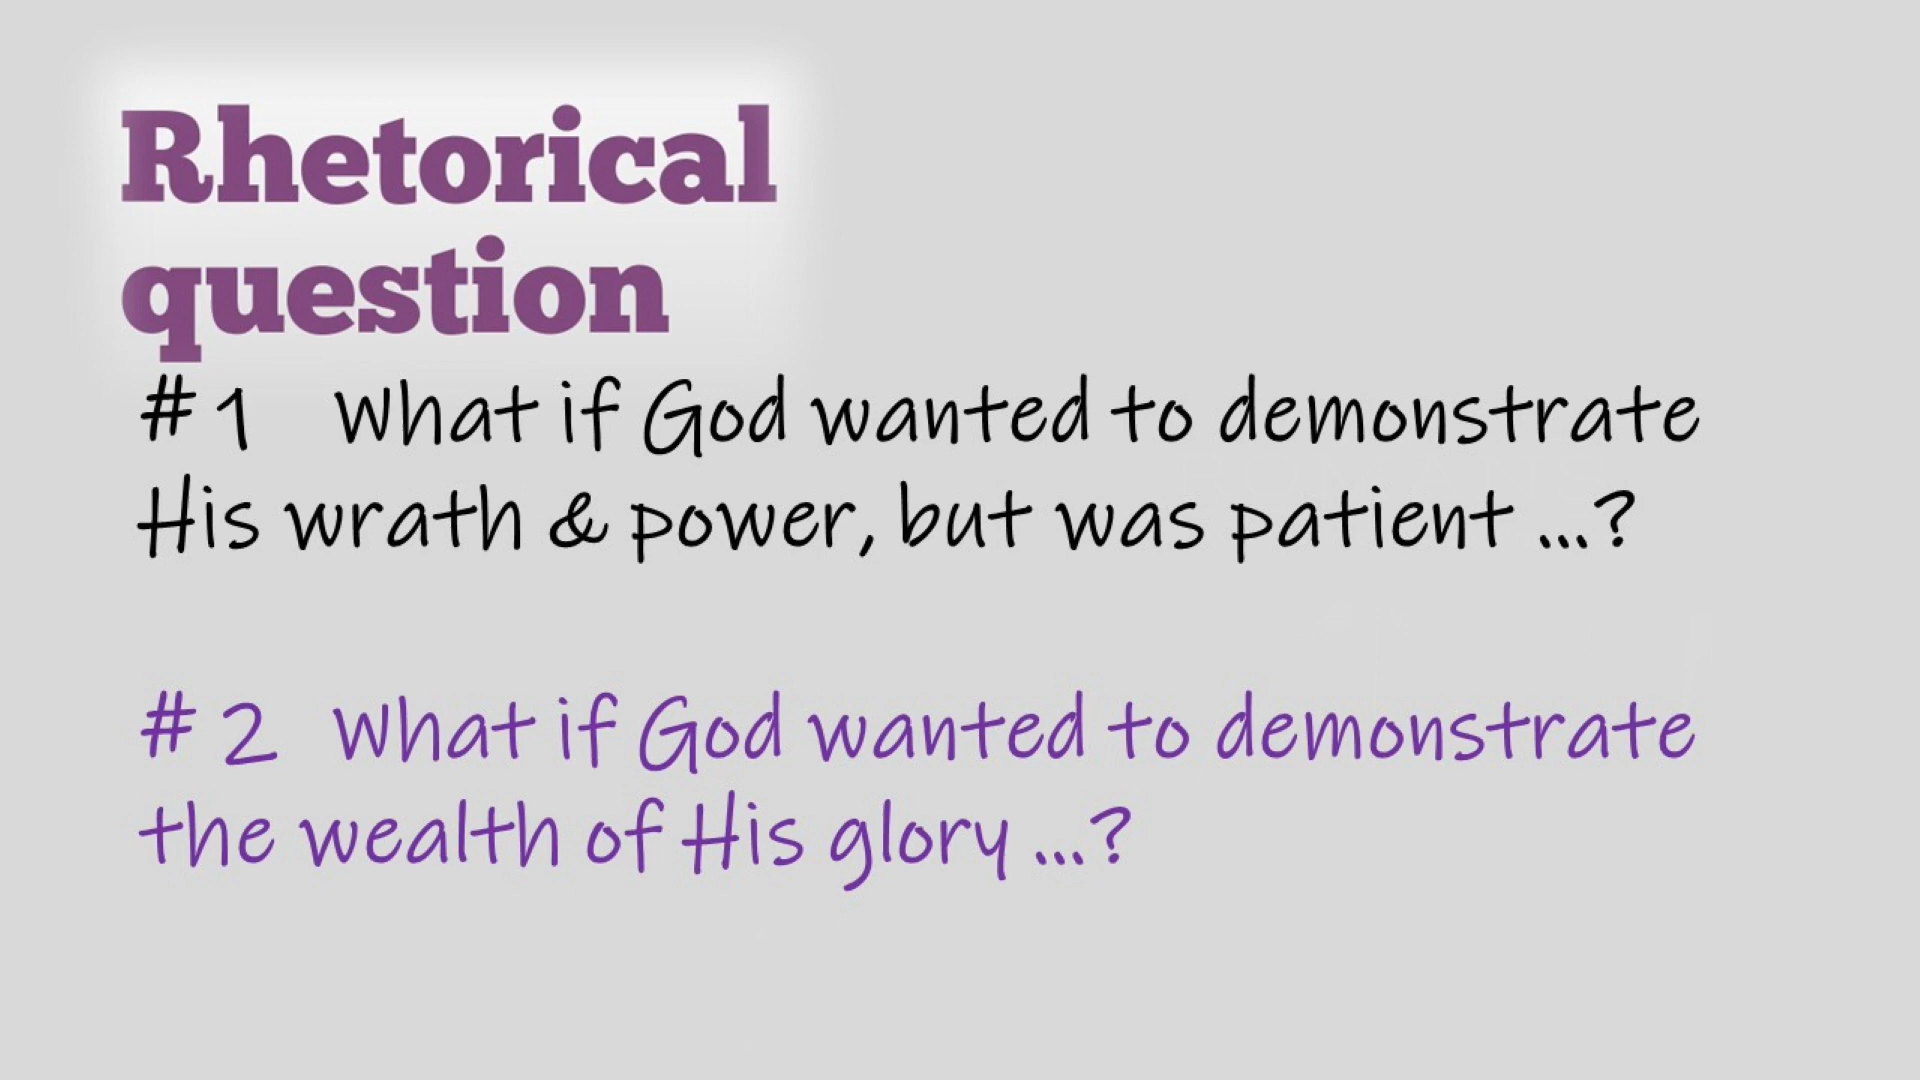 Rhetorical
question
# 1 What if God wanted to demonstrate
His wrath & power, but was patient ...?
# 2 What if God wanted to demonstrate
the wealth of His glory ...?